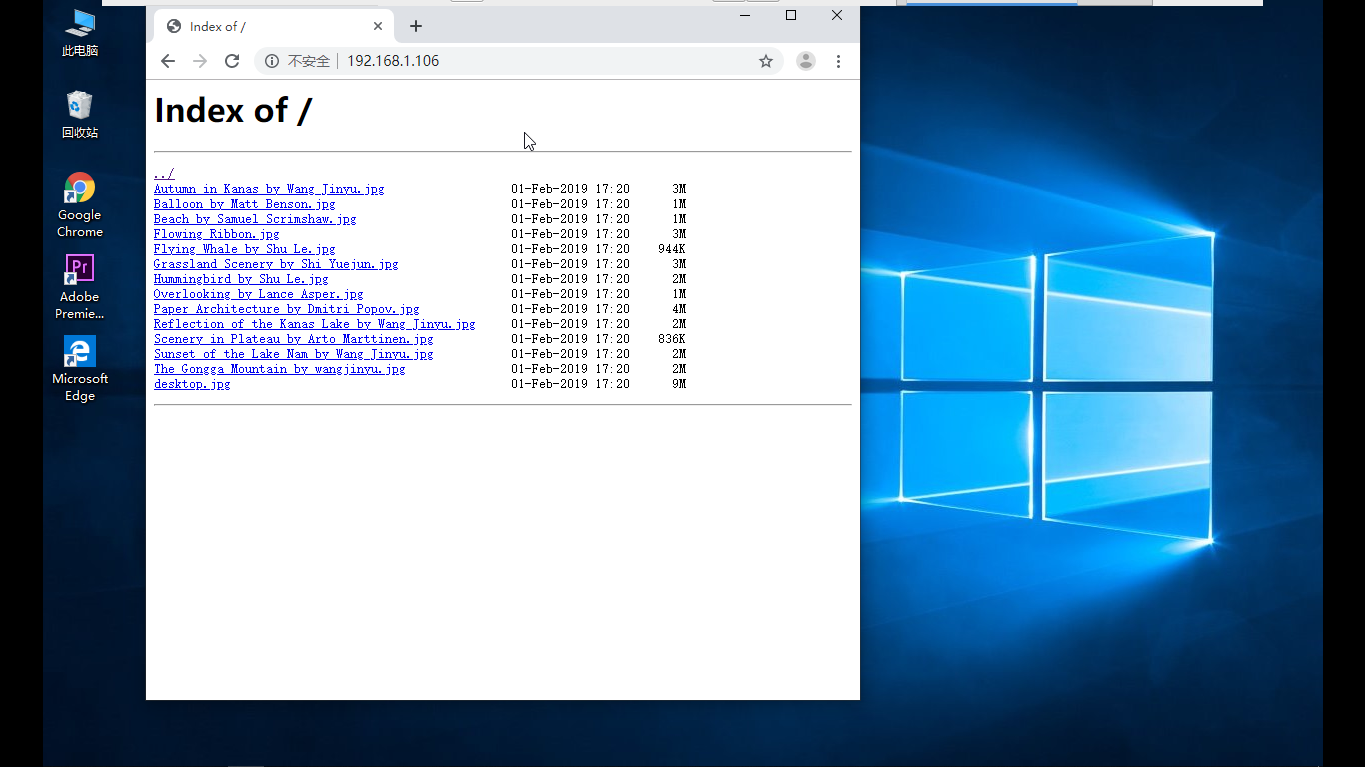 此电脑
回收站
Google
Chrome
Adobe
Premie...
Microsoft
Edge
Index of /
不安全 192.168.1.106
Index of /
../
Autumn in Kanas by Wang Jinyu.jpg 01-Feb-2019 17:20 3M
Balloon by Matt Benson.jpg 01-Feb-2019 17:20 1M
Beach by Samuel Scrimshaw.jpg 01-Feb-2019 17:20 1M
Flowing Ribbon.jpg 01-Feb-2019 17:20 3M
Flying Whale by Shu Le.jpg 01-Feb-2019 17:20 944K
Grassland Scenery by Shi Yuejun.jpg 01-Feb-2019 17:20 3M
Hummingbird by Shu Le.jpg 01-Feb-2019 17:20 2M
Overlooking by Lance Asper.jpg 01-Feb-2019 17:20 1M
Paper Architecture by Dmitri Popov.jpg 01-Feb-2019 17:20 4M
Reflection of the Kanas Lake by Wang Jinyu.jpg 01-Feb-2019 17:20 2M
Scenery in Plateau by Arto Marttinen.jpg 01-Feb-2019 17:20 836K
Sunset of the Lake Nam by Wang Jinyu.jpg 01-Feb-2019 17:20 2M
The Gongga Mountain by wangjinyu.jpg 01-Feb-2019 17:20 2M
desktop.jpg 01-Feb-2019 17:20 9M